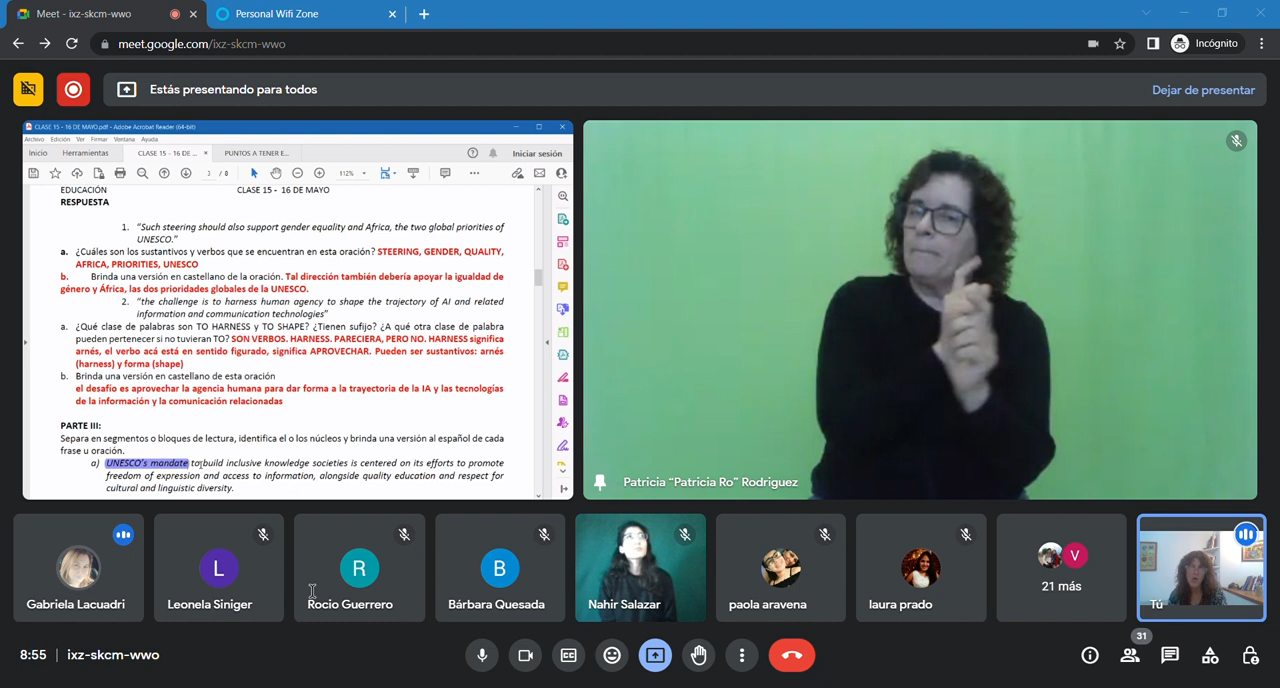 Meet - ixz-skcm-wwo
Personal Wifi Zone
meet.google.com/ixz-skcm-wwo
Incógnito
Estás presentando para todos
Dejar de presentar
CLASE 15 - 16 DE MAYO.pdf - Adobe Acrobat Reader (64-bit)
Archivo Edición Ver Firmar Ventana Ayuda
Inicio Herramientas CLASE 15 - 16 DE ... PUNTOS A TENER E... Iniciar sesión
3 / 8 112%
EDUCACIÓN CLASE 15 - 16 DE MAYO
RESPUESTA
1. "Such steering should also support gender equality and Africa, the two global priorities of
UNESCO."
a. ¿Cuáles son los sustantivos y verbos que se encuentran en esta oración? STEERING, GENDER, QUALITY,
AFRICA, PRIORITIES, UNESCO
b. Brinda una versión en castellano de la oración. Tal dirección también debería apoyar la igualdad de
género y África, las dos prioridades globales de la UNESCO.
2. "the challenge is to harness human agency to shape the trajectory of AI and related
information and communication technologies"
a. ¿Qué clase de palabras son TO HARNESS y TO SHAPE? ¿Tienen sufijo? ¿A qué otra clase de palabra
pueden pertenecer si no tuvieran TO? SON VERBOS. HARNESS. PARECIERA, PERO NO. HARNESS significa
arnés, el verbo acá está en sentido figurado, significa APROVECHAR. Pueden ser sustantivos: arnés
(harness) y forma (shape)
b. Brinda una versión en castellano de esta oración
el desafío es aprovechar la agencia humana para dar forma a la trayectoria de la IA y las tecnologías
de la información y la comunicación relacionadas
PARTE III:
Separa en segmentos o bloques de lectura, identifica el o los núcleos y brinda una versión al español de cada
frase u oración.
a) UNESCO's mandate to build inclusive knowledge societies is centered on its efforts to promote
freedom of expression and access to information, alongside quality education and respect for
cultural and linguistic diversity.
Patricia "Patricia Ro" Rodriguez
L R B V
21 más
Gabriela Lacuadri Leonela Siniger Rocio Guerrero Bárbara Quesada Nahir Salazar paola aravena laura prado Tú
31
8:55 ixz-skcm-wwo